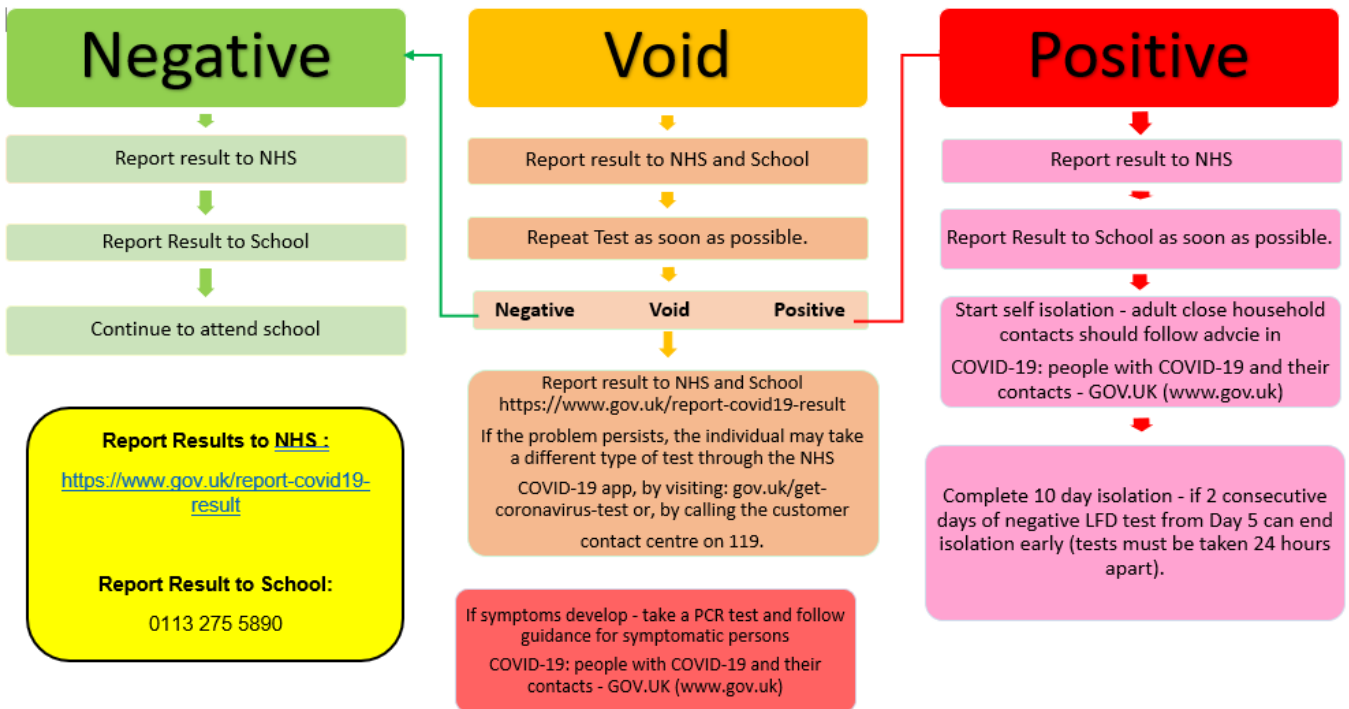 Negative
Report result to NHS
Report Result to School
Continue to attend school
Report Results to NHS :
https://www.gov.uk/report-covid19-
result
Report Result to School:
0113 275 5890
Void
Report result to NHS and School
Repeat Test as soon as possible.
Negative Void Positive
Report result to NHS and School
https://www.gov.uk/report-covid19-result
If the problem persists, the individual may take
a different type of test through the NHS
COVID-19 app, by visiting: gov.uk/get-
coronavirus-test or, by calling the customer
contact centre on 119.
If symptoms develop - take a PCR test and follow
guidance for symptomatic persons
COVID-19: people with COVID-19 and their
contacts - GOV.UK (www.gov.uk)
Positive
Report result to NHS
Report Result to School as soon as possible.
Start self isolation - adult close household
contacts should follow advcie in
COVID-19: people with COVID-19 and their
contacts - GOV.UK (www.gov.uk)
Complete 10 day isolation - if 2 consecutive
days of negative LFD test from Day 5 can end
isolation early (tests must be taken 24 hours
apart).